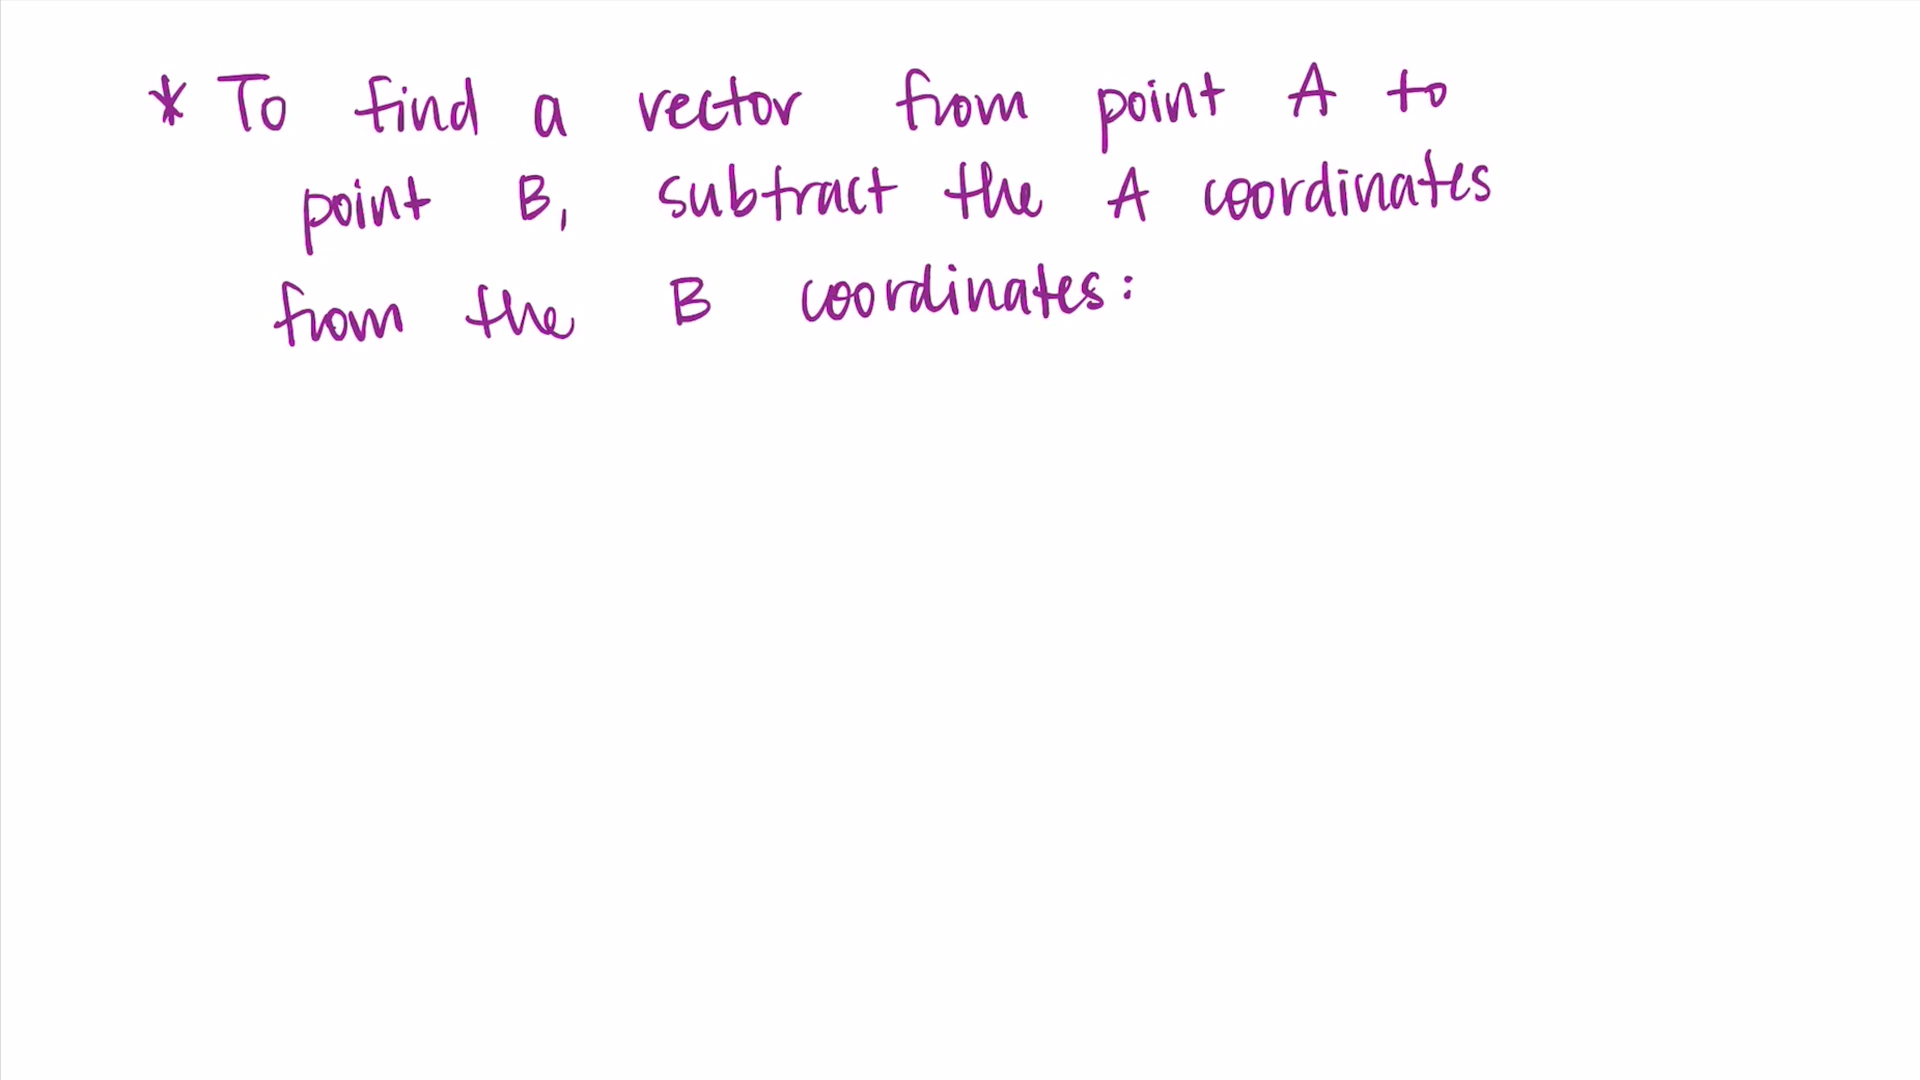 * To find a vector from point A to
point B, subtract the A coordinates
from the B coordinates: